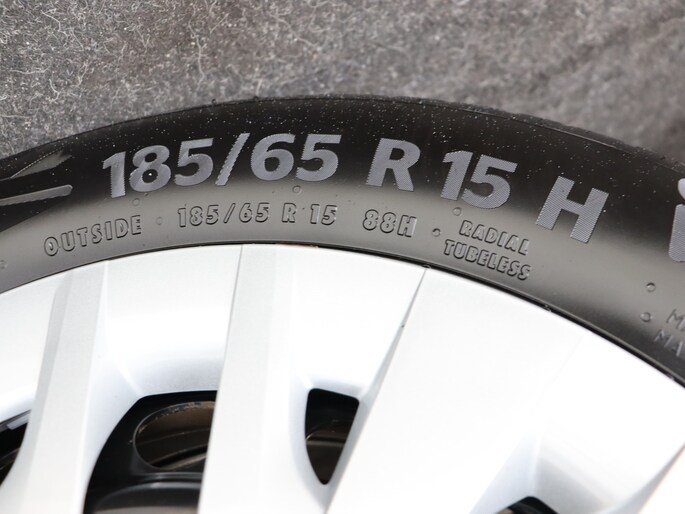 185/65 R 15 H
OUTSIDE 185/65 R 15 88H RADIAL
TUBELESS